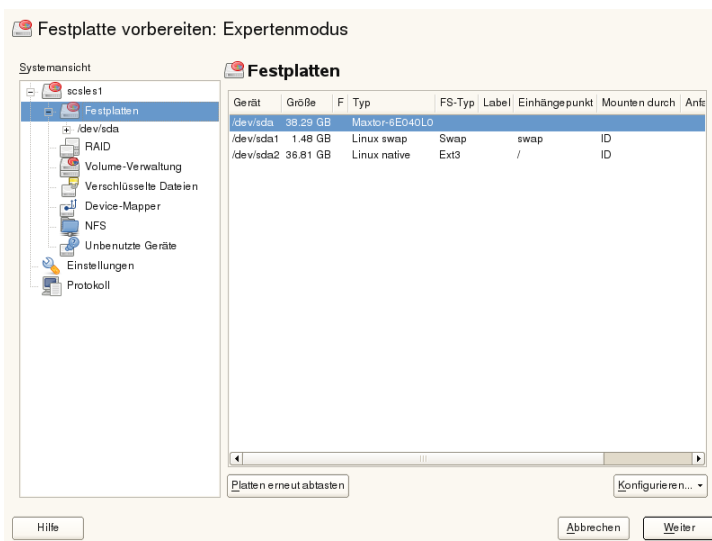 Festplatte vorbereiten: Expertenmodus
Systemansicht
scsles1
Festplatten
/dev/sda
RAID
Volume-Verwaltung
Verschlüsselte Dateien
Device-Mapper
NFS
Unbenutzte Geräte
Einstellungen
Protokoll
Festplatten
Gerät Größe F Typ FS-Typ Label Einhängepunkt Mounten durch Anfa
/dev/sda 38.29 GB Maxtor-6E040L0
/dev/sda1 1.48 GB Linux swap Swap swap ID
/dev/sda2 36.81 GB Linux native Ext3 / ID
Platten erneut abtasten
Konfigurieren...
Hilfe
Abbrechen
Weiter